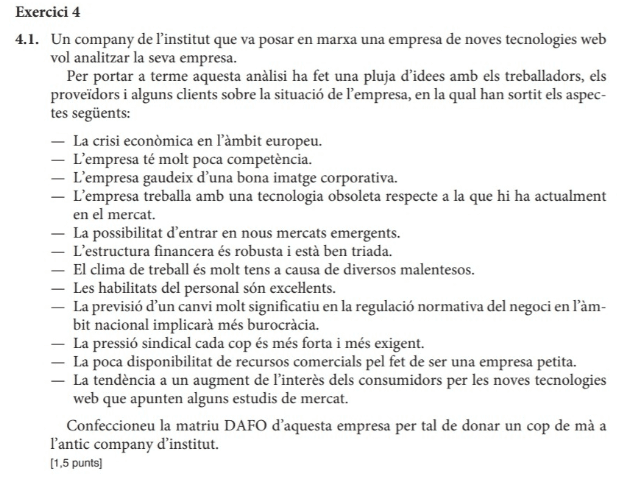 Exercici 4
4.1. Un company de l'institut que va posar en marxa una empresa de noves tecnologies web
vol analitzar la seva empresa.
Per portar a terme aquesta anàlisi ha fet una pluja d'idees amb els treballadors, els
proveïdors i alguns clients sobre la situació de l'empresa, en la qual han sortit els aspec-
tes següents:
— La crisi econòmica en l'àmbit europeu.
— L'empresa té molt poca competència.
— L'empresa gaudeix d'una bona imatge corporativa.
— L'empresa treballa amb una tecnologia obsoleta respecte a la que hi ha actualment
en el mercat.
— La possibilitat d'entrar en nous mercats emergents.
— L'estructura financera és robusta i està ben triada.
— El clima de treball és molt tens a causa de diversos malentesos.
— Les habilitats del personal són excel·lents.
— La previsió d'un canvi molt significatiu en la regulació normativa del negoci en l'àm-
bit nacional implicarà més burocràcia.
— La pressió sindical cada cop és més forta i més exigent.
— La poca disponibilitat de recursos comercials pel fet de ser una empresa petita.
— La tendència a un augment de l'interès dels consumidors per les noves tecnologies
web que apunten alguns estudis de mercat.
Confeccioneu la matriu DAFO d'aquesta empresa per tal de donar un cop de mà a
l'antic company d'institut.
[1,5 punts]